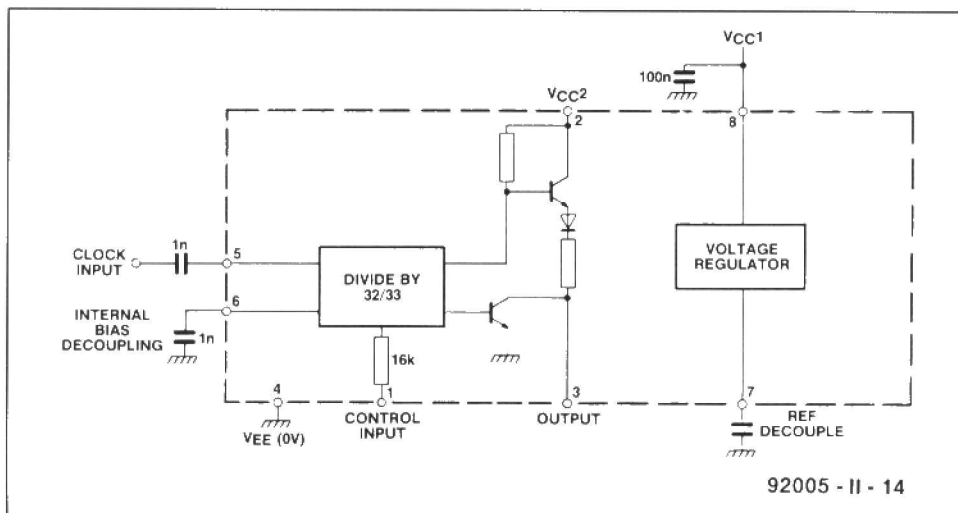 VCC1
100n
VCC2
2
8
CLOCK
INPUT
1n
5
DIVIDE BY
32/33
VOLTAGE
REGULATOR
6
INTERNAL
BIAS
DECOUPLING
1n
16k
4
1
3
7
VEE (0V)
CONTROL
INPUT
OUTPUT
REF
DECOUPLE
92005 - II - 14